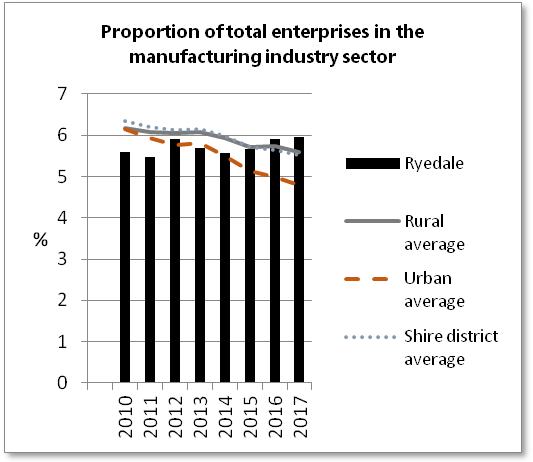 Proportion of total enterprises in the
manufacturing industry sector
7
6
5
4
3
2
1
0
%
2010
2011
2012
2013
2014
2015
2016
2017
Ryedale
Rural
average
Urban
average
Shire district
average